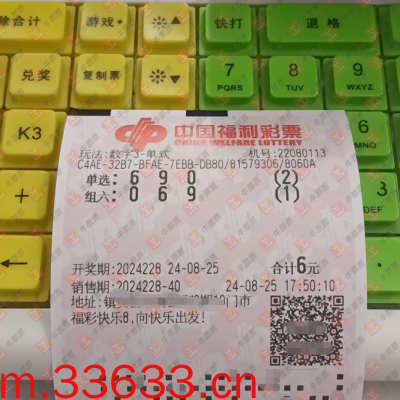 除合计 游戏+ 快打 退格
兑奖 复制票 7 PQRS 8 TUV 9 WXYZ
K3
中国福利彩票
CHINA WELFARE LOTTERY
玩法:数字3-单式 机号:22080113
C4AE-32B7-BFAE-7EBB-DB80/81579306/8060A
单选: 6 9 0 (2)
组六: 0 6 9 (1)
6 MNO
3 DEF
开奖期:2024228 24-08-25 合计6元
销售期:2024228-40 24-08-25 17:50:10
地址:镇 门市
福彩快乐8,向快乐出发!
m.33633.cn